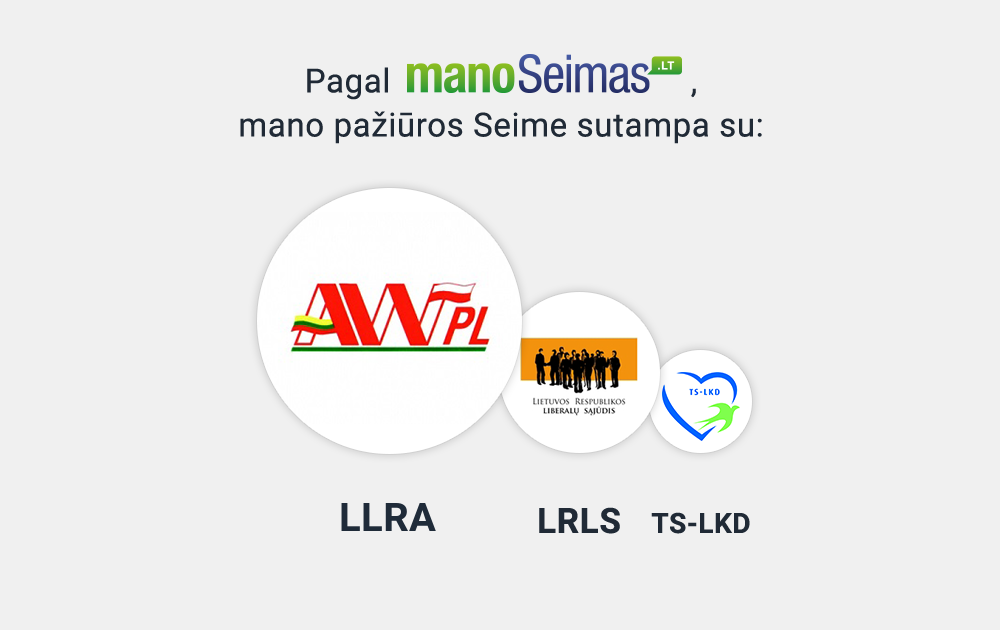 Pagal manoSeimas.LT,
mano pažiūros Seime sutampa su:
AWPL
LIETUVOS RESPUBLIKOS
LIBERALŲ SĄJŪDIS
TS-LKD
LLRA
LRLS
TS-LKD